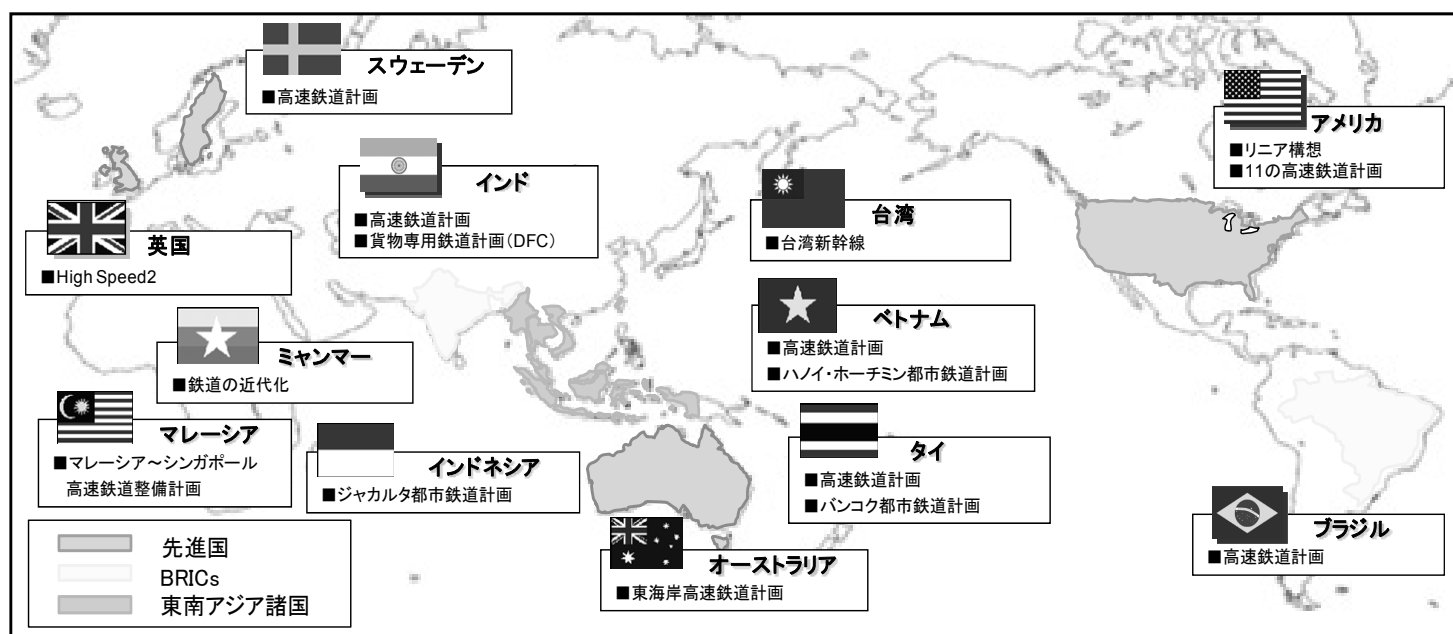 スウェーデン
■高速鉄道計画
アメリカ
■リニア構想
■11の高速鉄道計画
インド
■高速鉄道計画
■貨物専用鉄道計画(DFC)
台湾
■台湾新幹線
英国
■High Speed2
ベトナム
■高速鉄道計画
■ハノイ・ホーチミン都市鉄道計画
ミャンマー
■鉄道の近代化
マレーシア
■マレーシア~シンガポール
高速鉄道整備計画
インドネシア
■ジャカルタ都市鉄道計画
タイ
■高速鉄道計画
■バンコク都市鉄道計画
ブラジル
■高速鉄道計画
オーストラリア
■東海岸高速鉄道計画
先進国
BRICs
東南アジア諸国